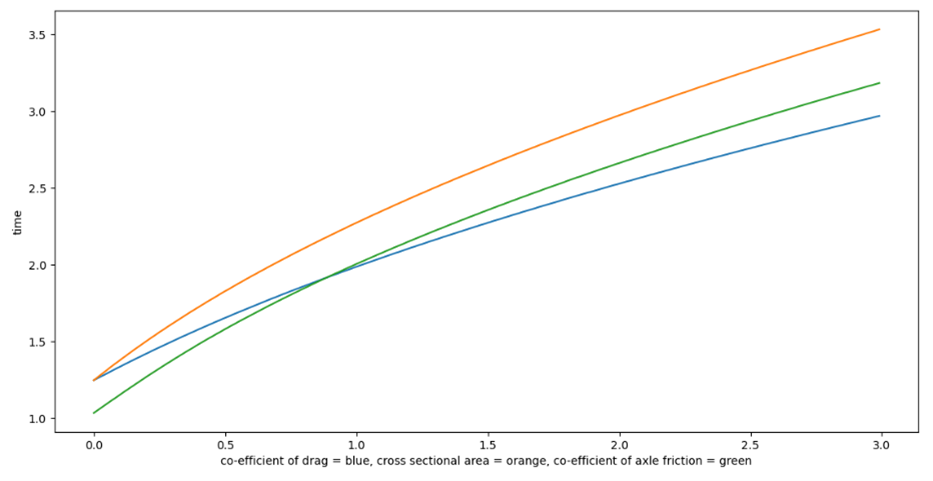 3.5
3.0
2.5
2.0
1.5
1.0
time
0.0 0.5 1.0 1.5 2.0 2.5 3.0
co-efficient of drag = blue, cross sectional area = orange, co-efficient of axle friction = green